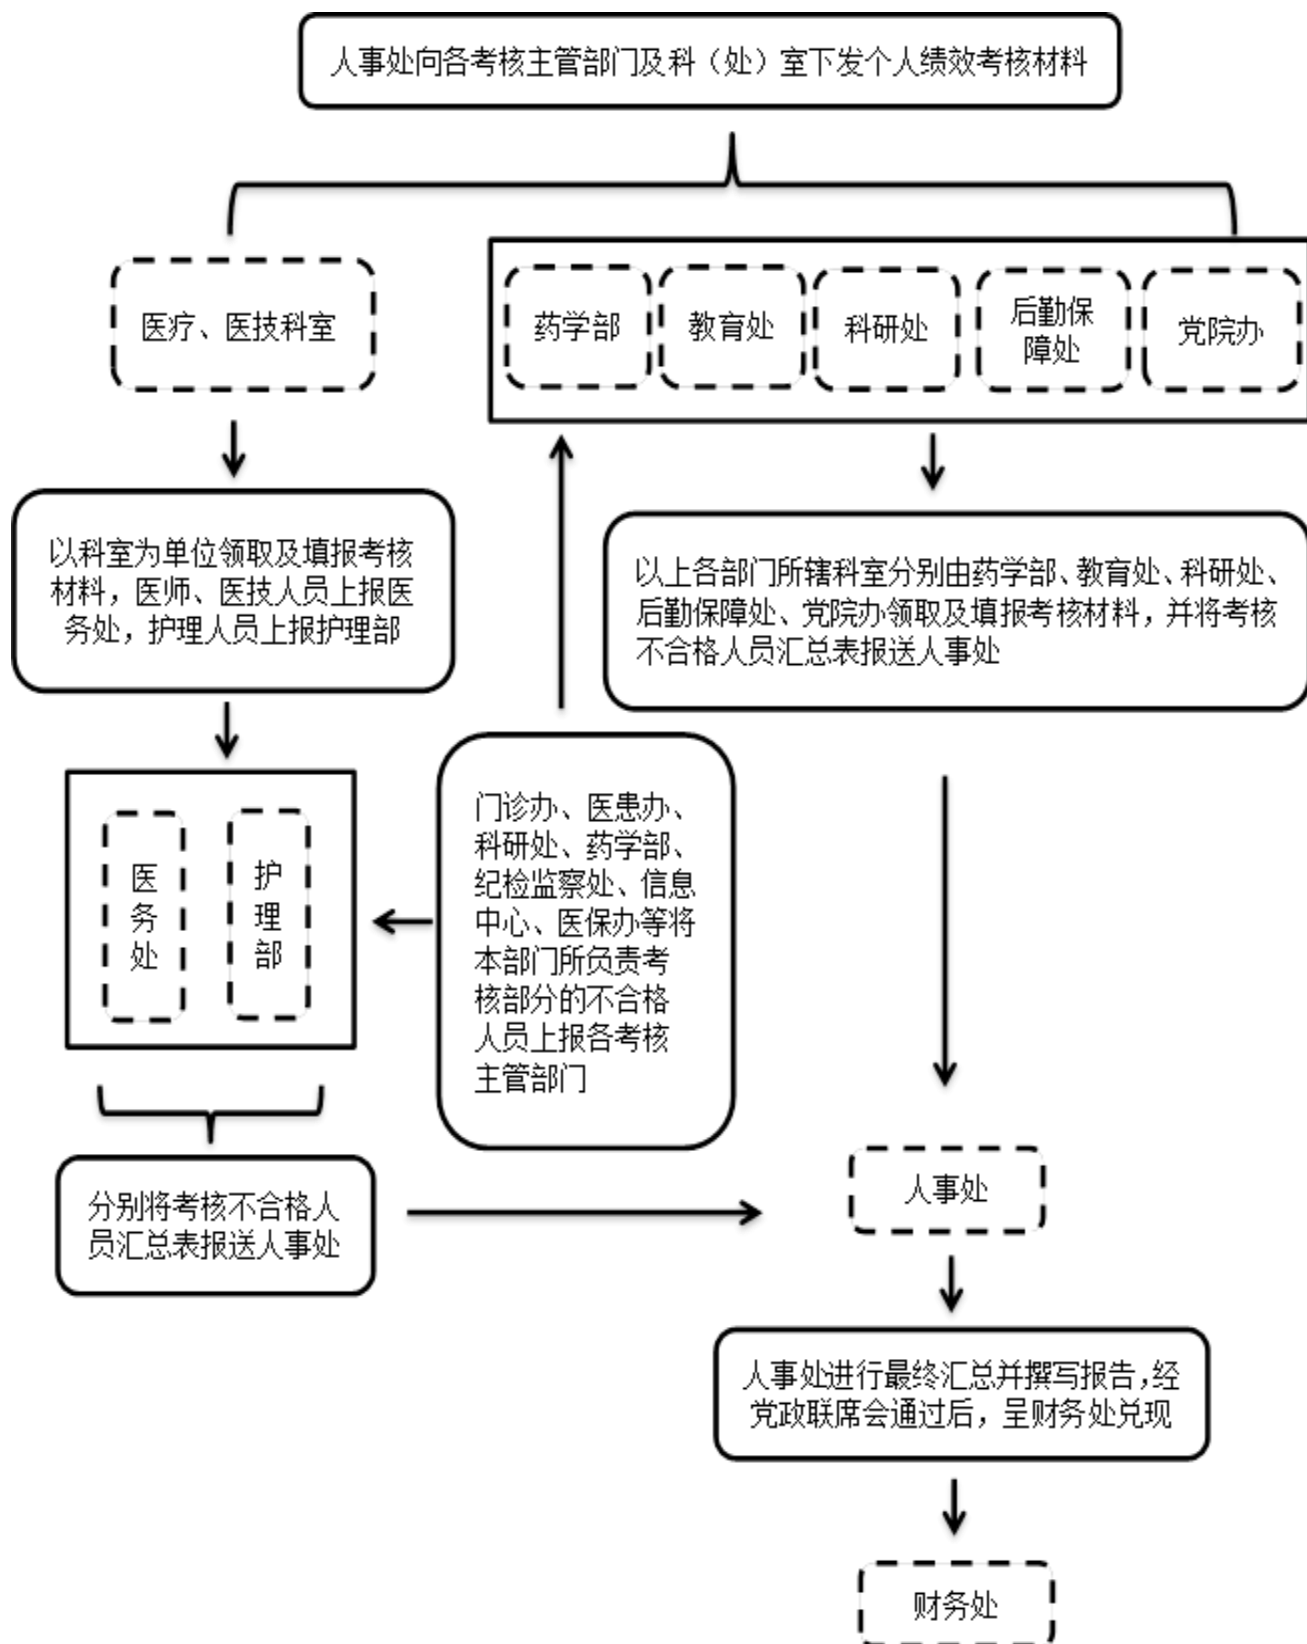 人事处向各考核主管部门及科（处）室下发个人绩效考核材料
医疗、医技科室
药学部
教育处
科研处
后勤保
障处
党院办
以科室为单位领取及填报考核
材料，医师、医技人员上报医
务处，护理人员上报护理部
以上各部门所辖科室分别由药学部、教育处、科研处、
后勤保障处、党院办领取及填报考核材料，并将考核
不合格人员汇总表报送人事处
医
务
处
护
理
部
门诊办、医患办、
科研处、药学部、
纪检监察处、信息
中心、医保办等将
本部门所负责考
核部分的不合格
人员上报各考核
主管部门
分别将考核不合格人
员汇总表报送人事处
人事处
人事处进行最终汇总并撰写报告，经
党政联席会通过后，呈财务处兑现
财务处